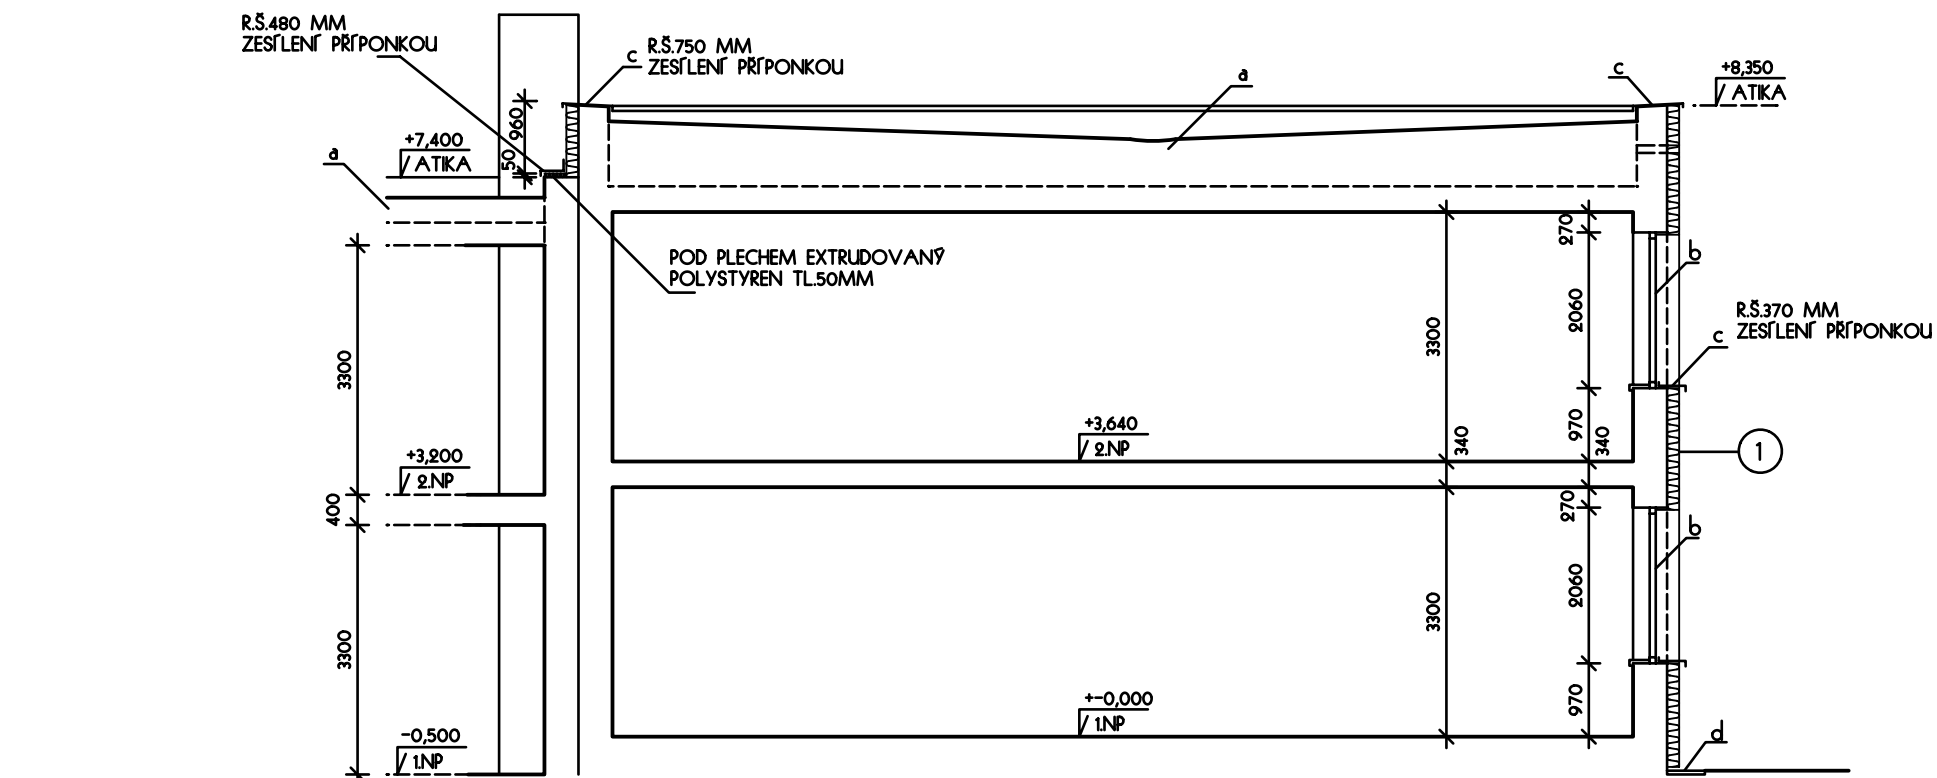 R.Š.480 MM
ZESÍLENÍ PŘÍPONKOU
c
R.Š.750 MM
ZESÍLENÍ PŘÍPONKOU
a
c
+8,350
ATIKA
960
50
+7,400
ATIKA
a
POD PLECHEM EXTRUDOVANÝ
POLYSTYREN TL.50MM
270
b
2060
R.Š.370 MM
ZESÍLENÍ PŘÍPONKOU
c
3300
3300
970
340
340
+3,640
2.NP
1
+3,200
2.NP
400
270
b
2060
3300
3300
970
+-0,000
1.NP
-0,500
1.NP
d